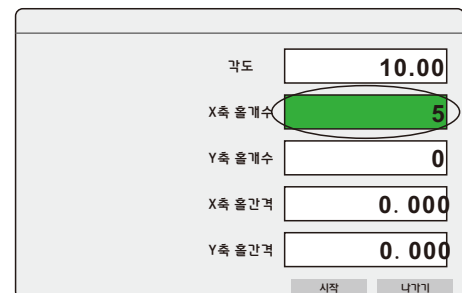 각도 10.00
X축 홀개수 5
Y축 홀개수 0
X축 홀간격 0.000
Y축 홀간격 0.000
시작 나가기